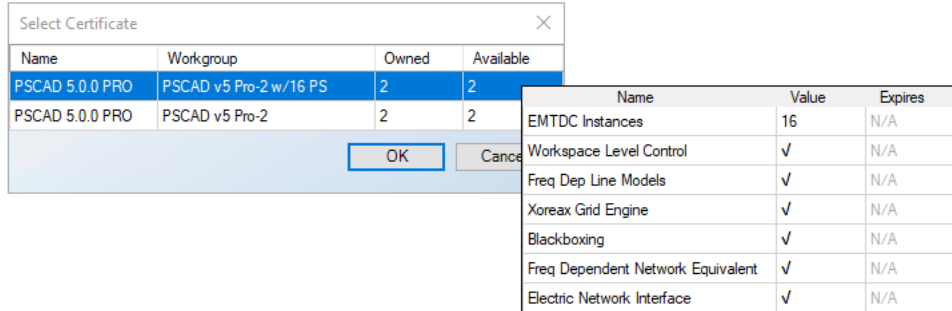 Select Certificate
Name Workgroup Owned Available
PSCAD 5.0.0 PRO PSCAD v5 Pro-2 w/16 PS 2 2
PSCAD 5.0.0 PRO PSCAD v5 Pro-2 2 2
OK Cance
Name Value Expires
EMTDC Instances 16 N/A
Workspace Level Control √ N/A
Freq Dep Line Models √ N/A
Xoreax Grid Engine √ N/A
Blackboxing √ N/A
Freq Dependent Network Equivalent √ N/A
Electric Network Interface √ N/A